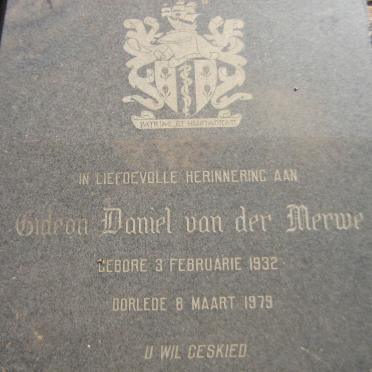 PATRIAE ET HUMANITATI
IN LIEFDEVOLLE HERINNERING AAN
Gideon Daniel van der Merwe
GEBORE 3 FEBRUARIE 1932
OORLEDE 8 MAART 1979
U WIL GESKIED